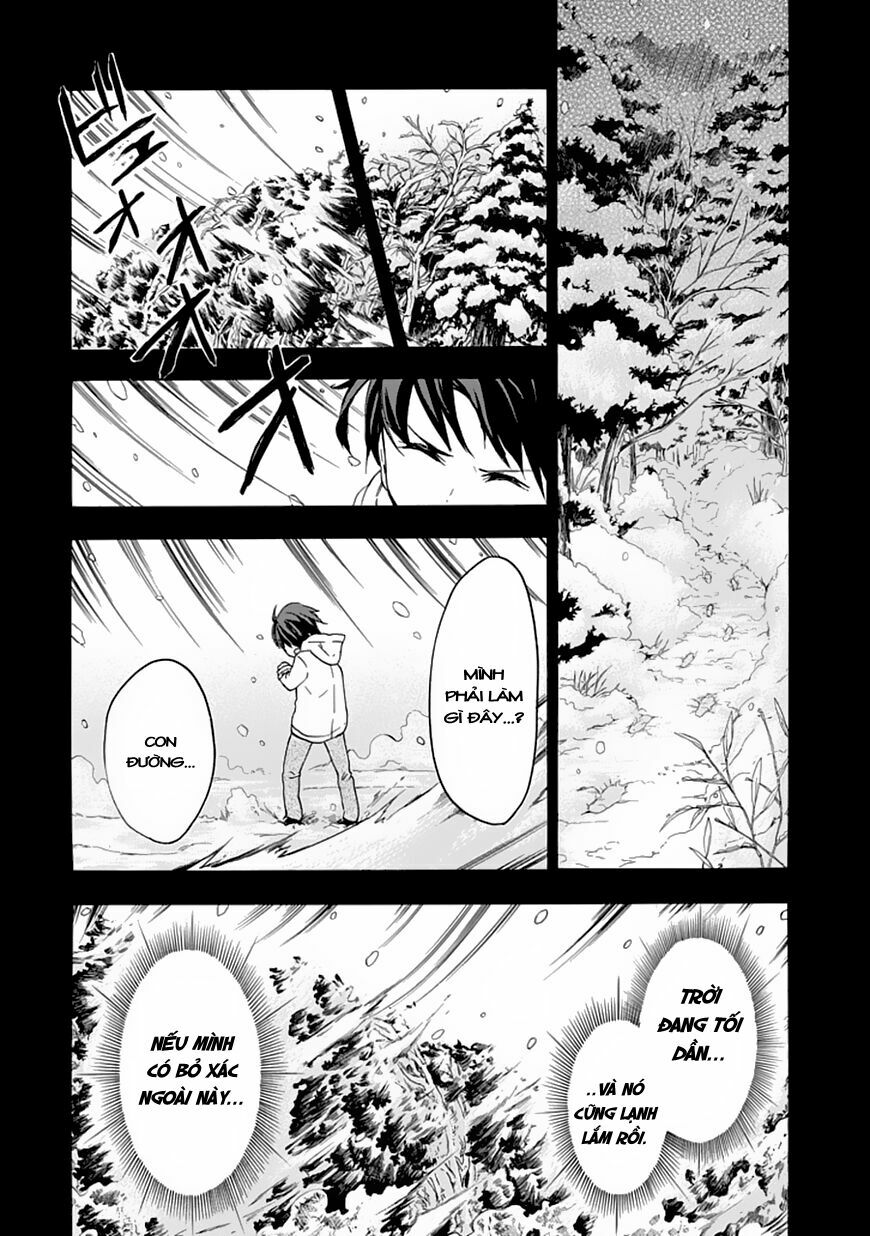 ビュ
オ
オ
オ
オ
MÌNH
PHẢI LÀM
GÌ ĐÂY...?
CON
ĐƯỜNG...
TRỜI
ĐANG TỐI
DẦN...
..VÀ NÓ
CŨNG LẠNH
LẮM RỒI.
NẾU MÌNH
CÓ BỎ XÁC
NGOÀI NÀY...